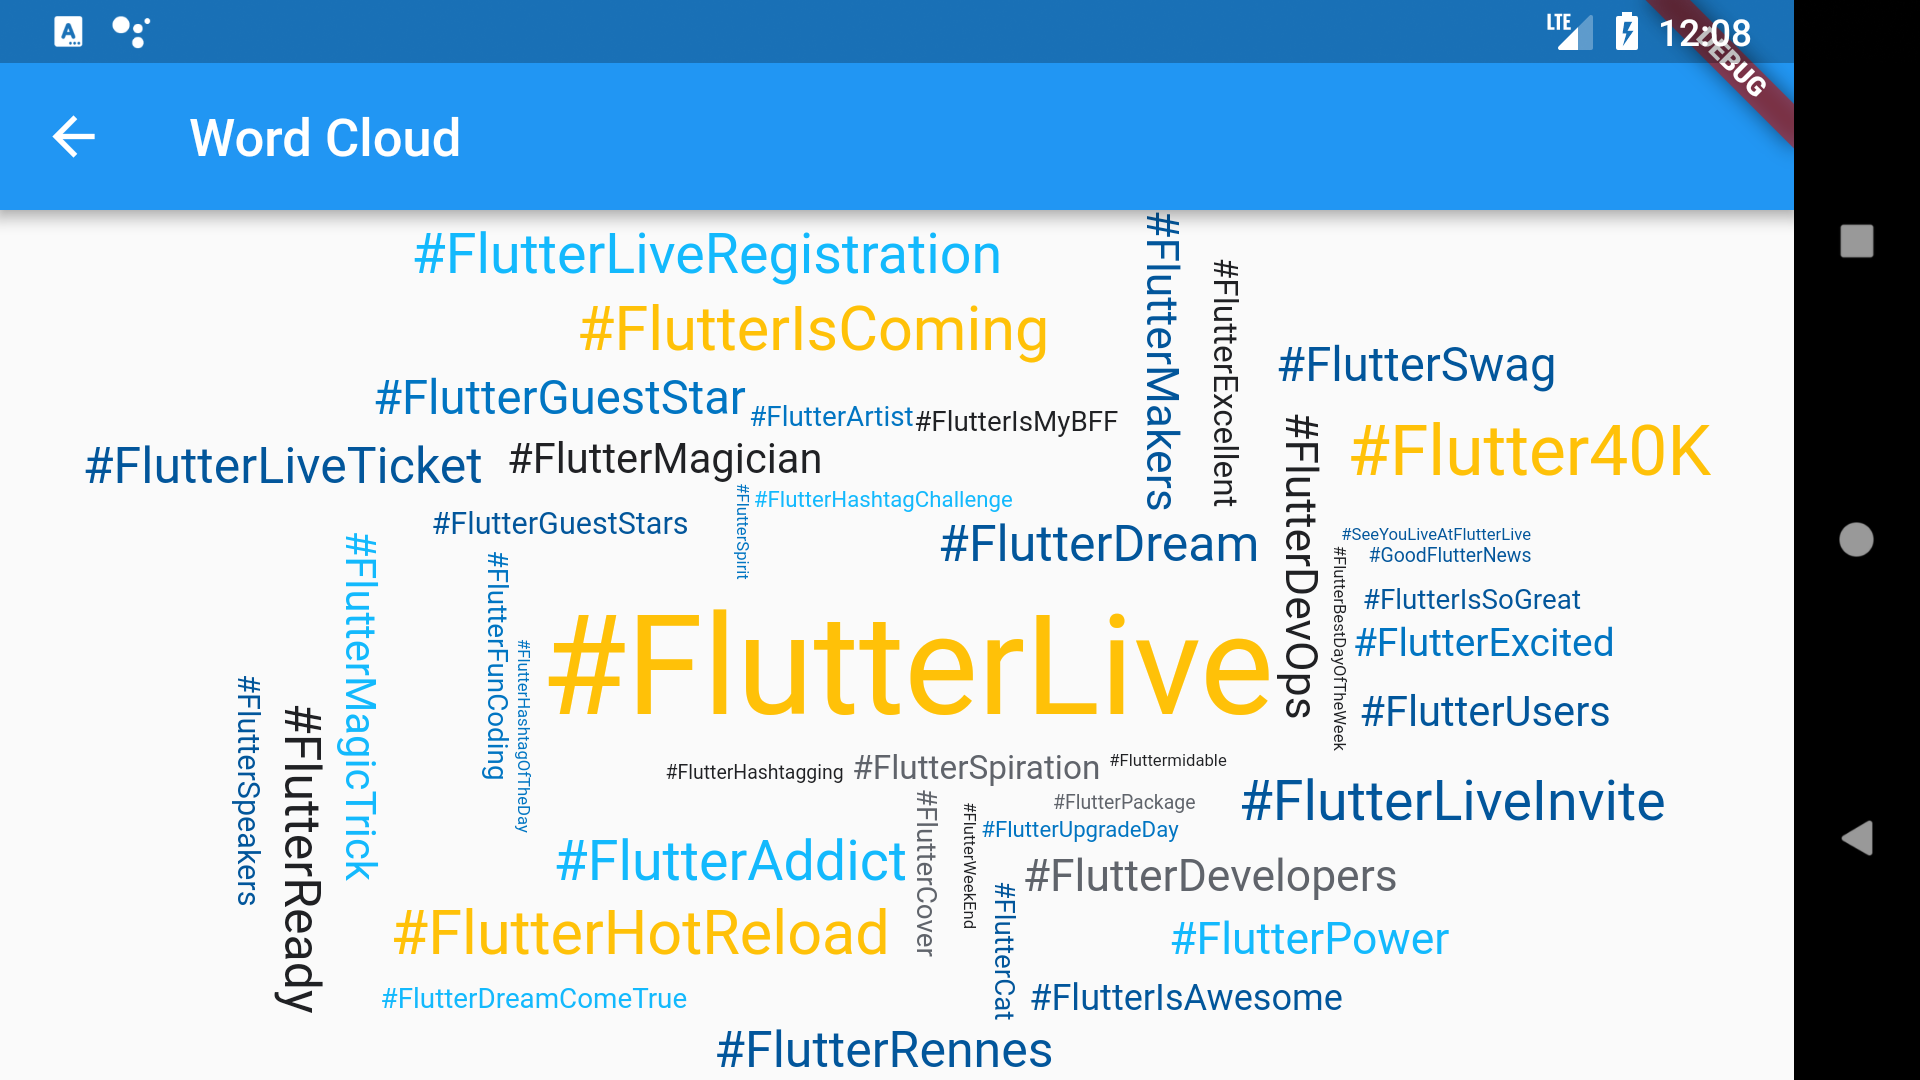 LTE
12:08
DEBUG
Word Cloud
#FlutterLiveRegistration
#FlutterMakers
#FlutterExcellent
#FlutterIsComing
#FlutterSwag
#FlutterGuestStar
#FlutterArtist
#FlutterIsMyBFF
#FlutterDevOps
#Flutter40K
#FlutterLiveTicket
#FlutterMagician
#FlutterSpirit
#FlutterHashtagChallenge
#FlutterGuestStars
#FlutterDream
#SeeYouLiveAtFlutterLive
#GoodFlutterNews
#FlutterBestDayOfTheWeek
#FlutterMagicTrick
#FlutterFunCoding
#FlutterHashtagOfTheDay
#FlutterLive
#FlutterIsSoGreat
#FlutterExcited
#FlutterSpeakers
#FlutterReady
#FlutterUsers
#FlutterHashtagging
#FlutterSpiration
#Fluttermidable
#FlutterLiveInvite
#FlutterCover
#FlutterWeekEnd
#FlutterPackage
#FlutterUpgradeDay
#FlutterAddict
#FlutterDevelopers
#FlutterCat
#FlutterHotReload
#FlutterPower
#FlutterDreamComeTrue
#FlutterIsAwesome
#FlutterRennes